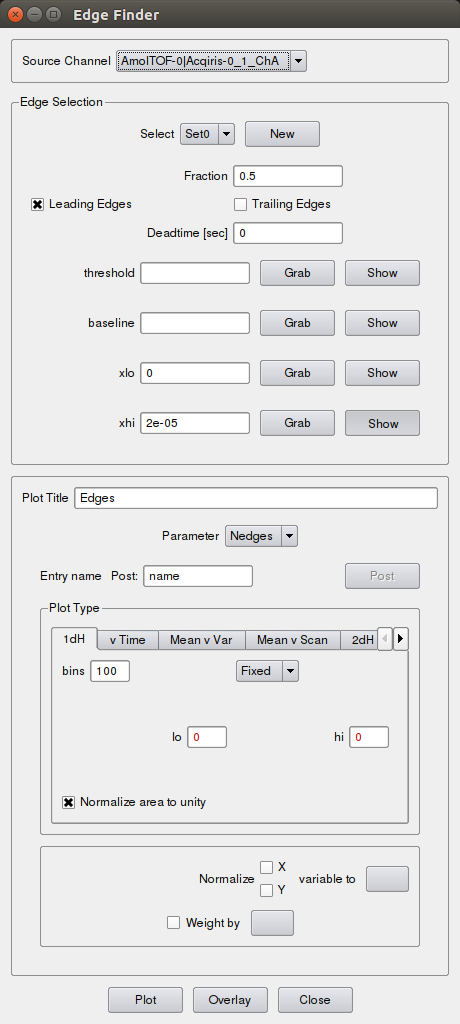 Edge Finder
Source Channel AmoITOF-0|Acqiris-0_1_ChA
Edge Selection
Select Set0 New
Fraction 0.5
Leading Edges Trailing Edges
Deadtime [sec] 0
threshold Grab Show
baseline Grab Show
xlo 0 Grab Show
xhi 2e-05 Grab Show
Plot Title Edges
Parameter Nedges
Entry name Post: name Post
Plot Type
1dH v Time Mean v Var Mean v Scan 2dH
bins 100 Fixed
lo 0 hi 0
Normalize area to unity
X
Normalize variable to
Y
Weight by
Plot Overlay Close